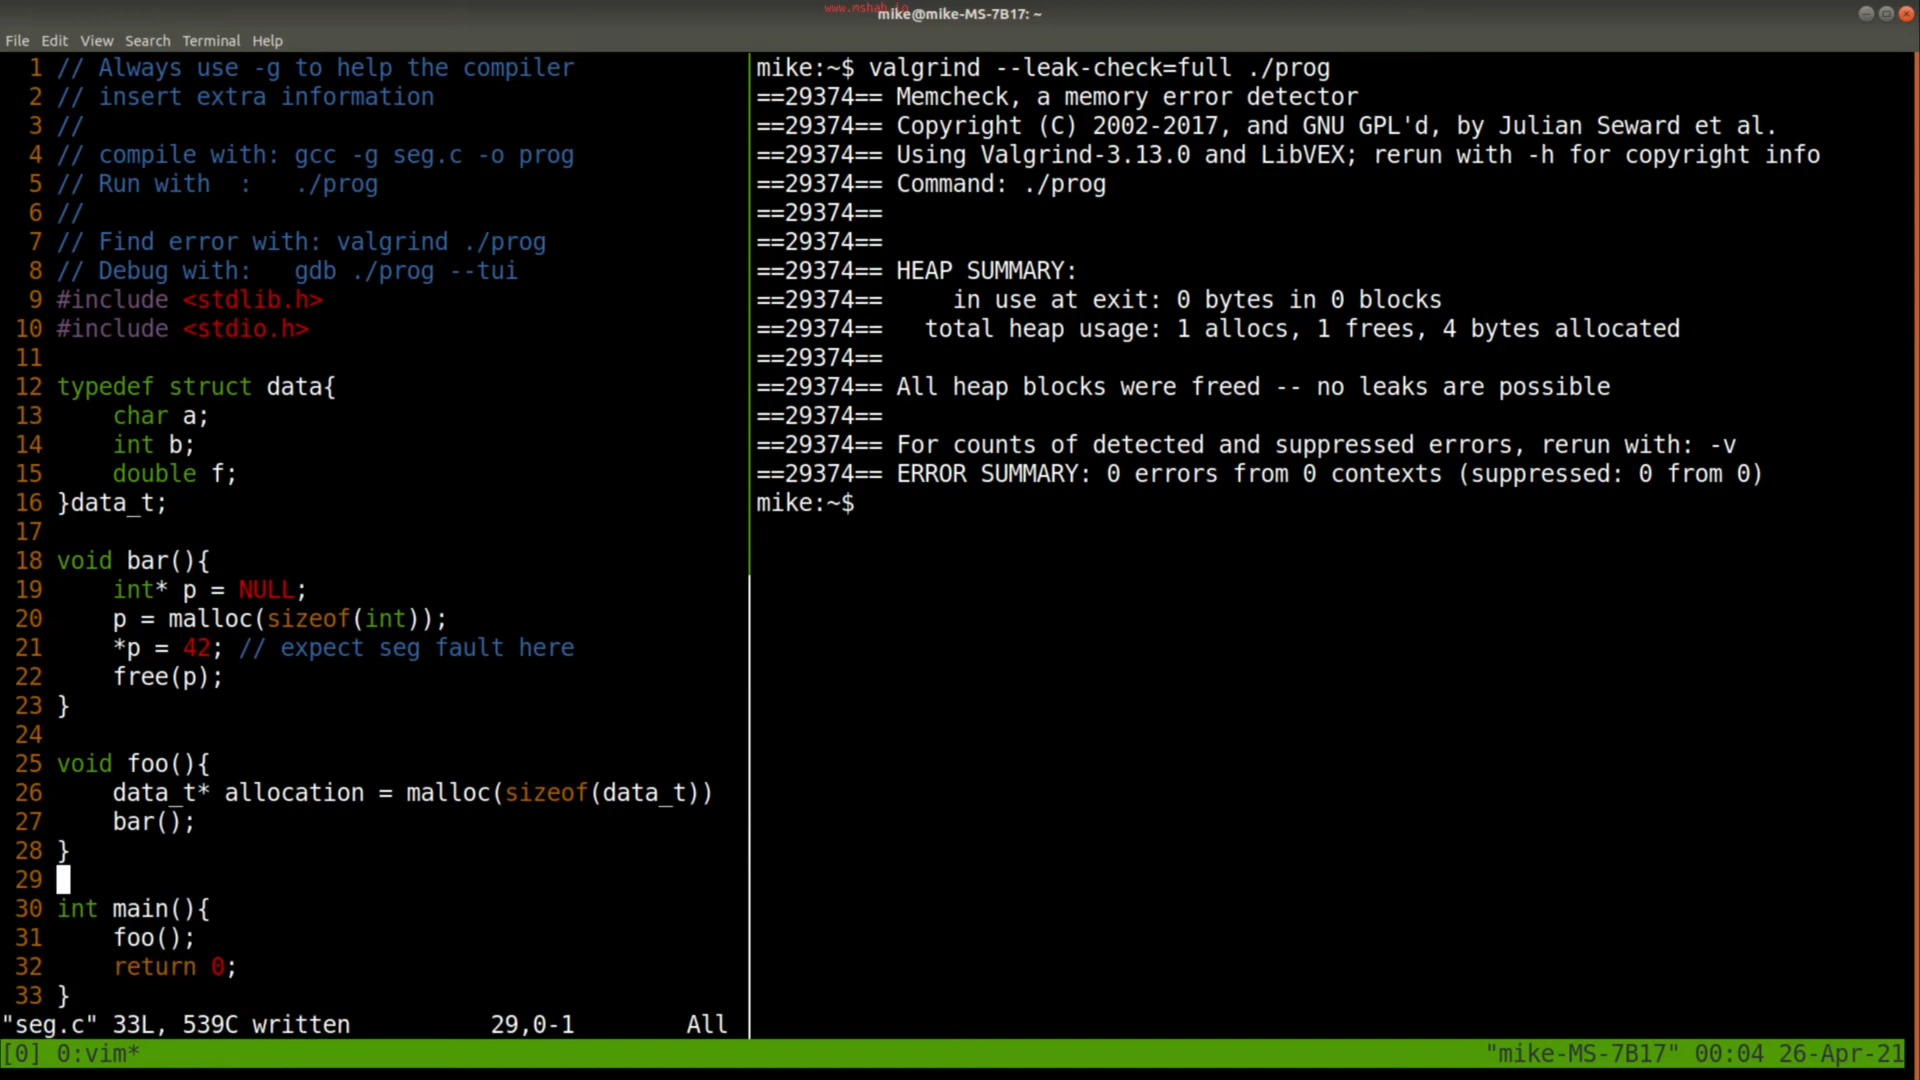 www.mshah.io
mike@mike-MS-7B17: ~
File Edit View Search Terminal Help
1 // Always use -g to help the compiler
2 // insert extra information
3 //
4 // compile with: gcc -g seg.c -o prog
5 // Run with  :   ./prog
6 //
7 // Find error with: valgrind ./prog
8 // Debug with:   gdb ./prog --tui
9 #include <stdlib.h>
10 #include <stdio.h>
11
12 typedef struct data{
13     char a;
14     int b;
15     double f;
16 }data_t;
17
18 void bar(){
19     int* p = NULL;
20     p = malloc(sizeof(int));
21     *p = 42; // expect seg fault here
22     free(p);
23 }
24
25 void foo(){
26     data_t* allocation = malloc(sizeof(data_t))
27     bar();
28 }
29
30 int main(){
31     foo();
32     return 0;
33 }
"seg.c" 33L, 539C written 29,0-1 All
mike:~$ valgrind --leak-check=full ./prog
==29374== Memcheck, a memory error detector
==29374== Copyright (C) 2002-2017, and GNU GPL'd, by Julian Seward et al.
==29374== Using Valgrind-3.13.0 and LibVEX; rerun with -h for copyright info
==29374== Command: ./prog
==29374==
==29374==
==29374== HEAP SUMMARY:
==29374==     in use at exit: 0 bytes in 0 blocks
==29374==   total heap usage: 1 allocs, 1 frees, 4 bytes allocated
==29374==
==29374== All heap blocks were freed -- no leaks are possible
==29374==
==29374== For counts of detected and suppressed errors, rerun with: -v
==29374== ERROR SUMMARY: 0 errors from 0 contexts (suppressed: 0 from 0)
mike:~$
[0] 0:vim* "mike-MS-7B17" 00:04 26-Apr-21